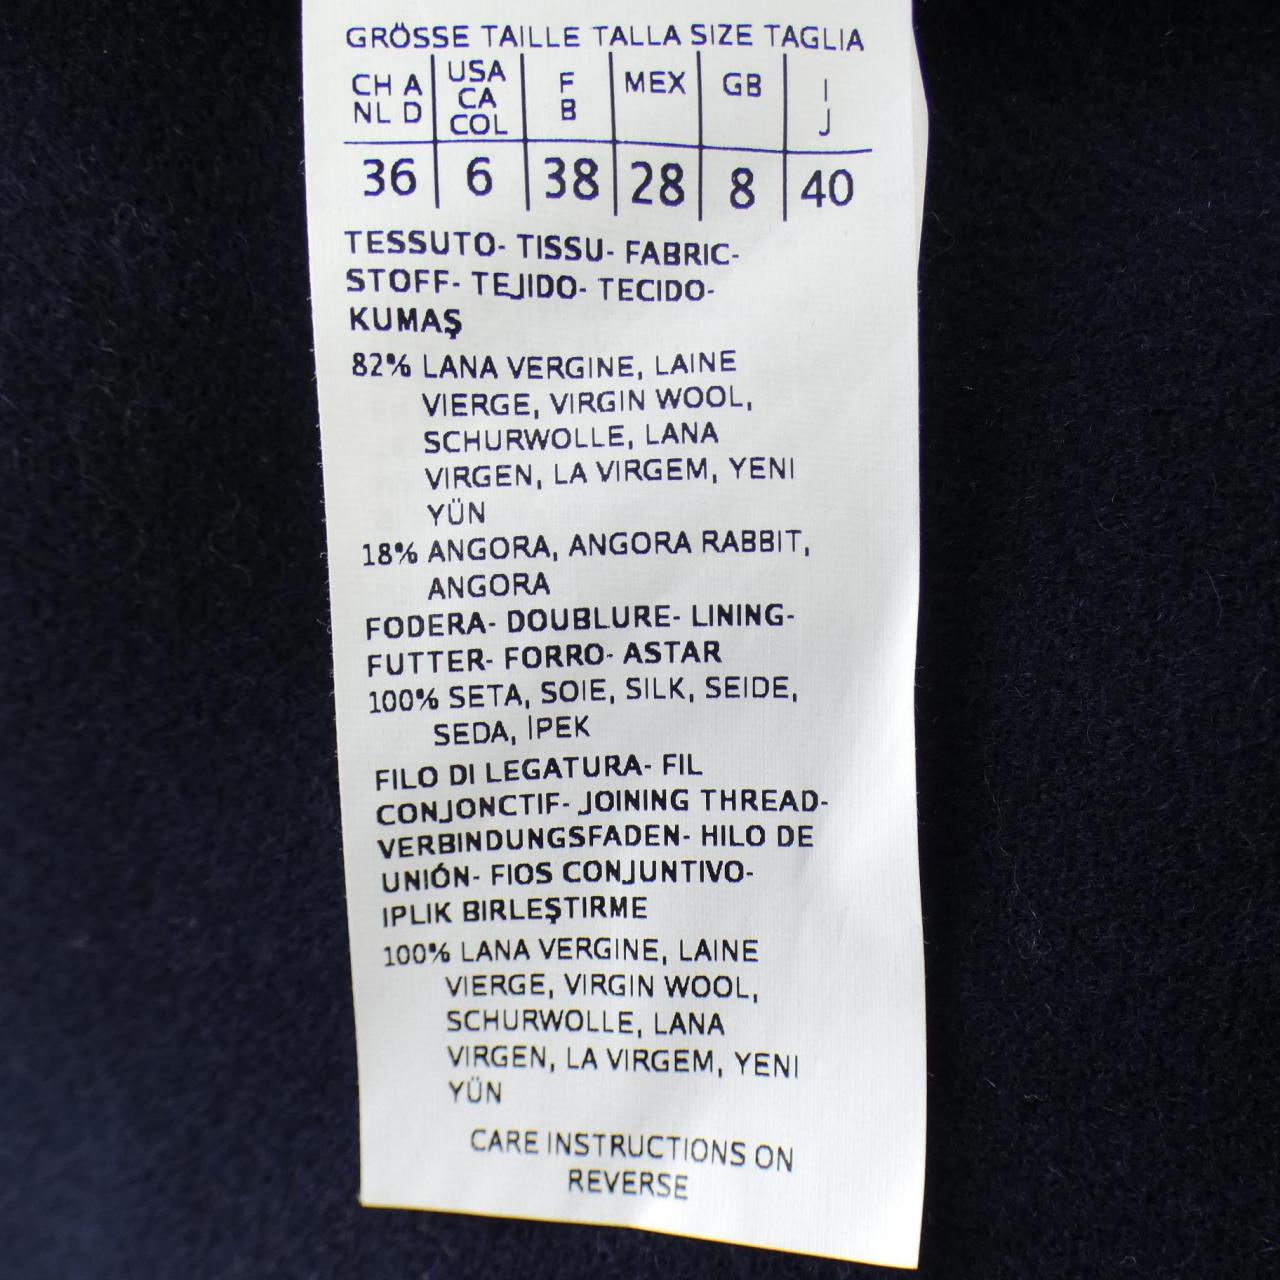 GRÖSSE TAILLE TALLA SIZE TAGLIA
CH A NL D | USA CA COL | F B | MEX | GB | I J
36 | 6 | 38 | 28 | 8 | 40
TESSUTO- TISSU- FABRIC-
STOFF- TEJIDO- TECIDO-
KUMAŞ
82% LANA VERGINE, LAINE
VIERGE, VIRGIN WOOL,
SCHURWOLLE, LANA
VIRGEN, LA VIRGEM, YENI
YÜN
18% ANGORA, ANGORA RABBIT,
ANGORA
FODERA- DOUBLURE- LINING-
FUTTER- FORRO- ASTAR
100% SETA, SOIE, SILK, SEIDE,
SEDA, İPEK
FILO DI LEGATURA- FIL
CONJONCTIF- JOINING THREAD-
VERBINDUNGSFADEN- HILO DE
UNIÓN- FIOS CONJUNTIVO-
IPLIK BIRLEŞTIRME
100% LANA VERGINE, LAINE
VIERGE, VIRGIN WOOL,
SCHURWOLLE, LANA
VIRGEN, LA VIRGEM, YENI
YÜN
CARE INSTRUCTIONS ON
REVERSE